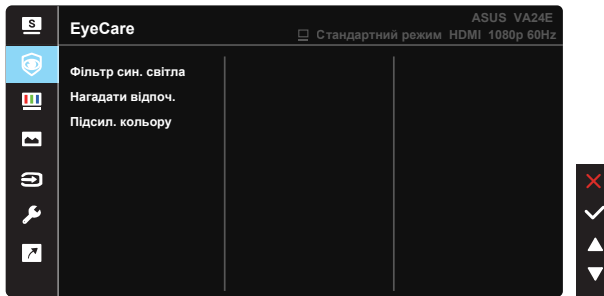 S
EyeCare
ASUS VA24E
Стандартний режим HDMI 1080p 60Hz
Фільтр син. світла
Нагадати відпоч.
Підсил. кольору